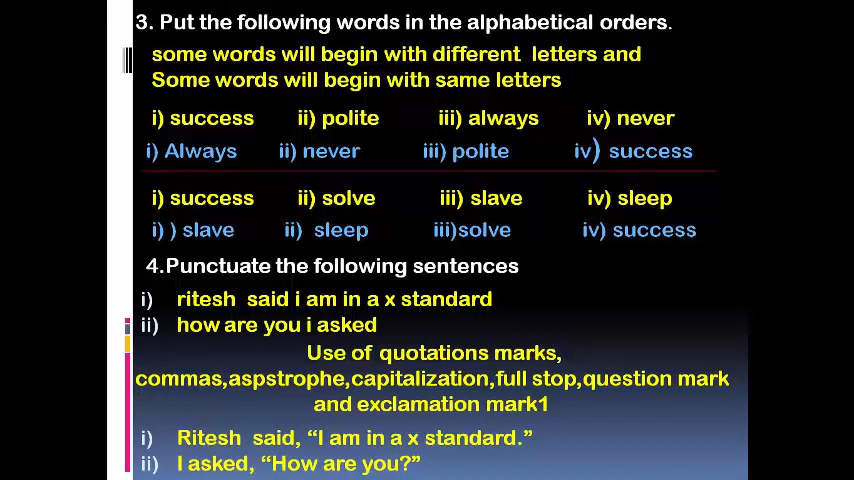 3. Put the following words in the alphabetical orders.
some words will begin with different letters and
Some words will begin with same letters
i) success ii) polite iii) always iv) never
i) Always ii) never iii) polite iv) success
i) success ii) solve iii) slave iv) sleep
i) ) slave ii) sleep iii)solve iv) success
4.Punctuate the following sentences
i) ritesh said i am in a x standard
ii) how are you i asked
Use of quotations marks,
commas,aspstrophe,capitalization,full stop,question mark
and exclamation mark1
i) Ritesh said, “I am in a x standard.”
ii) I asked, “How are you?”